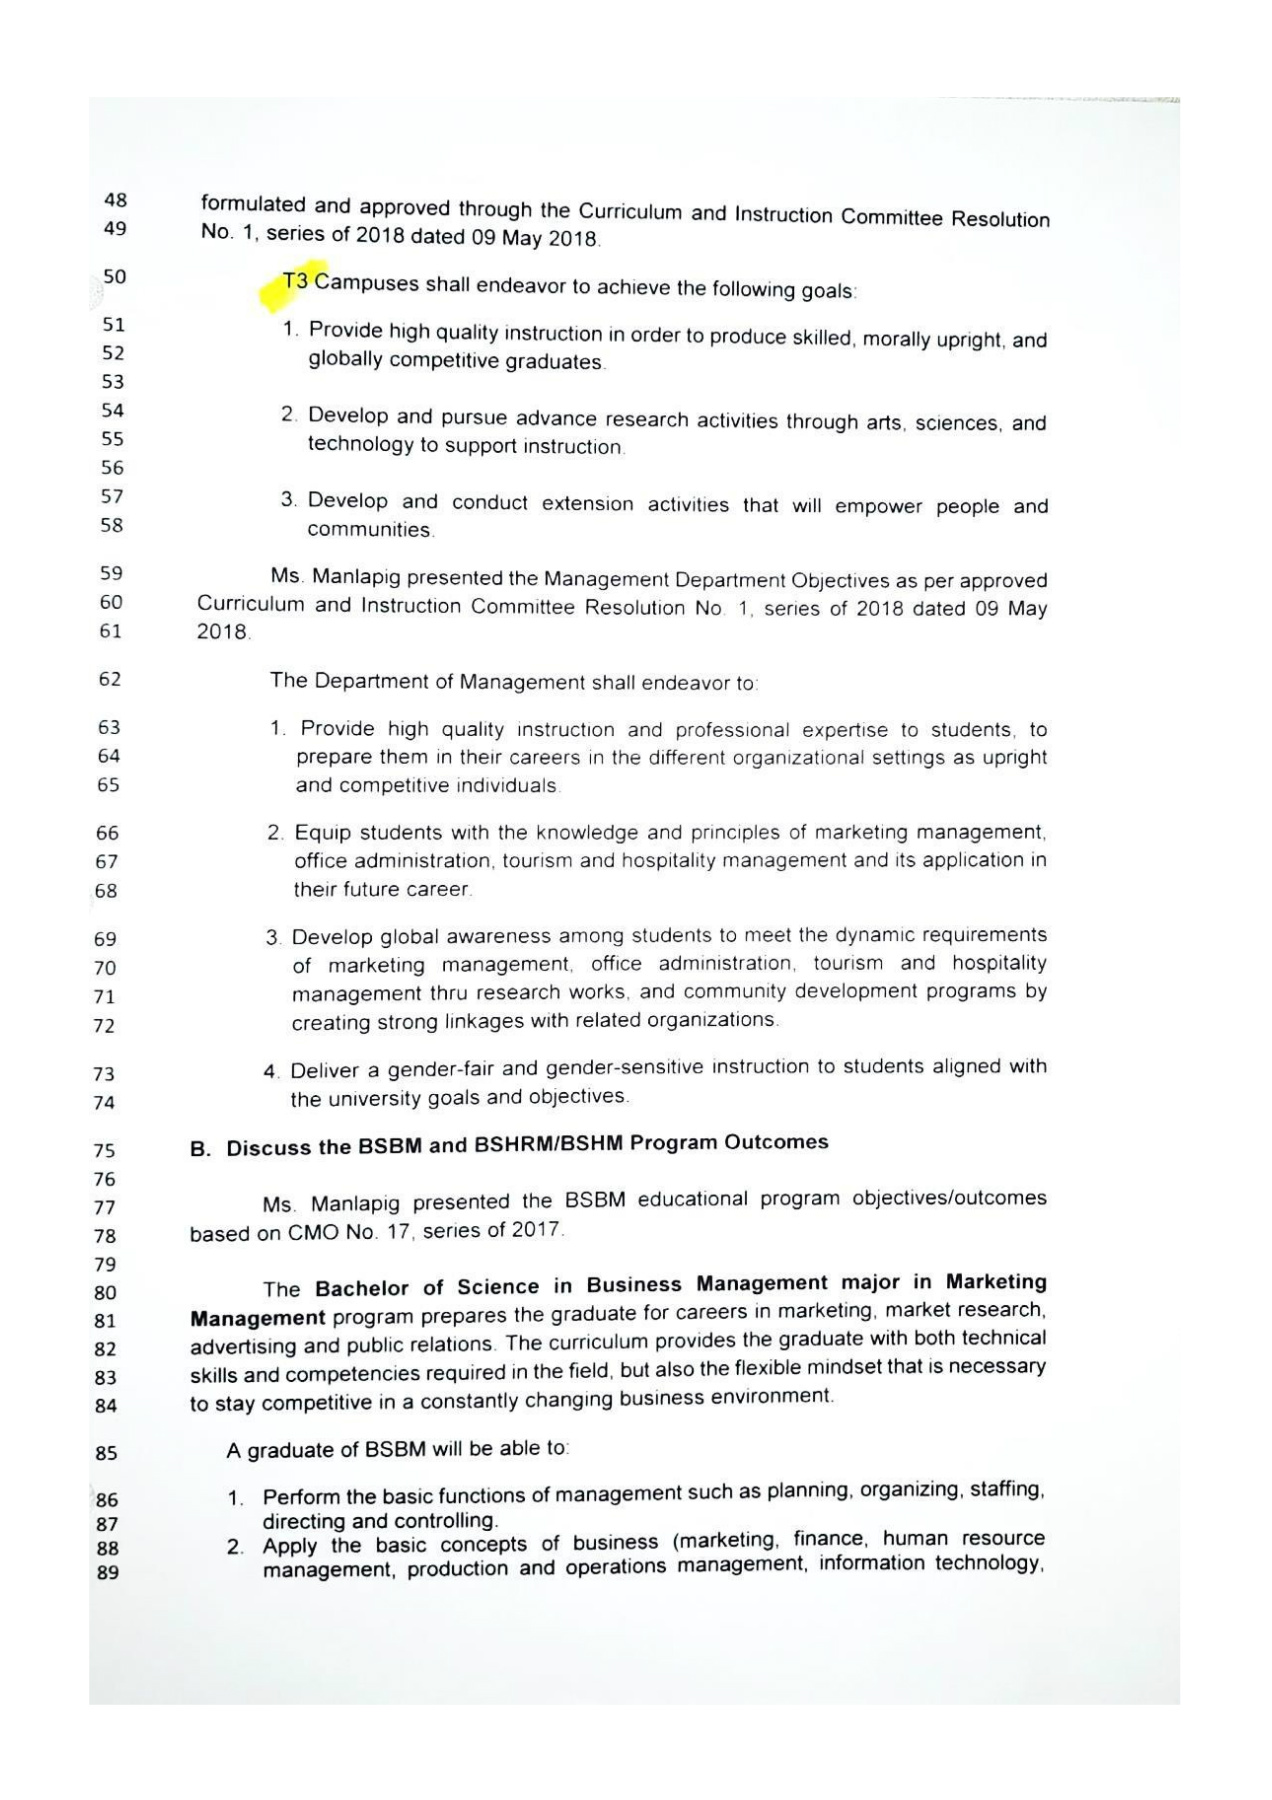 48 formulated and approved through the Curriculum and Instruction Committee Resolution
49 No. 1, series of 2018 dated 09 May 2018.
50 T3 Campuses shall endeavor to achieve the following goals:
51 1. Provide high quality instruction in order to produce skilled, morally upright, and
52 globally competitive graduates.
53
54 2. Develop and pursue advance research activities through arts, sciences, and
55 technology to support instruction.
56
57 3. Develop and conduct extension activities that will empower people and
58 communities.
59 Ms. Manlapig presented the Management Department Objectives as per approved
60 Curriculum and Instruction Committee Resolution No. 1, series of 2018 dated 09 May
61 2018.
62 The Department of Management shall endeavor to:
63 1. Provide high quality instruction and professional expertise to students, to
64 prepare them in their careers in the different organizational settings as upright
65 and competitive individuals.
66 2. Equip students with the knowledge and principles of marketing management,
67 office administration, tourism and hospitality management and its application in
68 their future career.
69 3. Develop global awareness among students to meet the dynamic requirements
70 of marketing management, office administration, tourism and hospitality
71 management thru research works, and community development programs by
72 creating strong linkages with related organizations.
73 4. Deliver a gender-fair and gender-sensitive instruction to students aligned with
74 the university goals and objectives.
75 B. Discuss the BSBM and BSHRM/BSHM Program Outcomes
76
77 Ms. Manlapig presented the BSBM educational program objectives/outcomes
78 based on CMO No. 17, series of 2017.
79
80 The Bachelor of Science in Business Management major in Marketing
81 Management program prepares the graduate for careers in marketing, market research,
82 advertising and public relations. The curriculum provides the graduate with both technical
83 skills and competencies required in the field, but also the flexible mindset that is necessary
84 to stay competitive in a constantly changing business environment.
85 A graduate of BSBM will be able to:
86 1. Perform the basic functions of management such as planning, organizing, staffing,
87 directing and controlling.
88 2. Apply the basic concepts of business (marketing, finance, human resource
89 management, production and operations management, information technology,